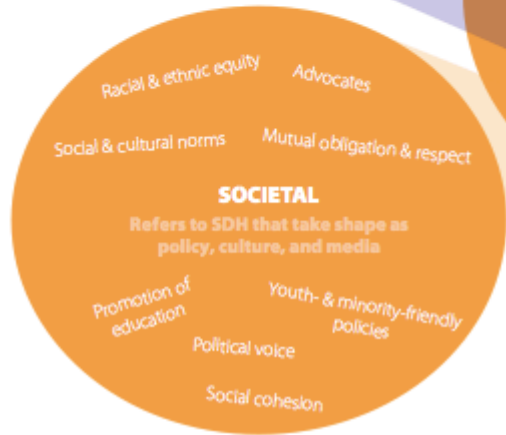 Racial & ethnic equity
Advocates
Social & cultural norms
Mutual obligation & respect
SOCIETAL
Refers to SDH that take shape as
policy, culture, and media
Promotion of
education
Youth- & minority-friendly
policies
Political voice
Social cohesion